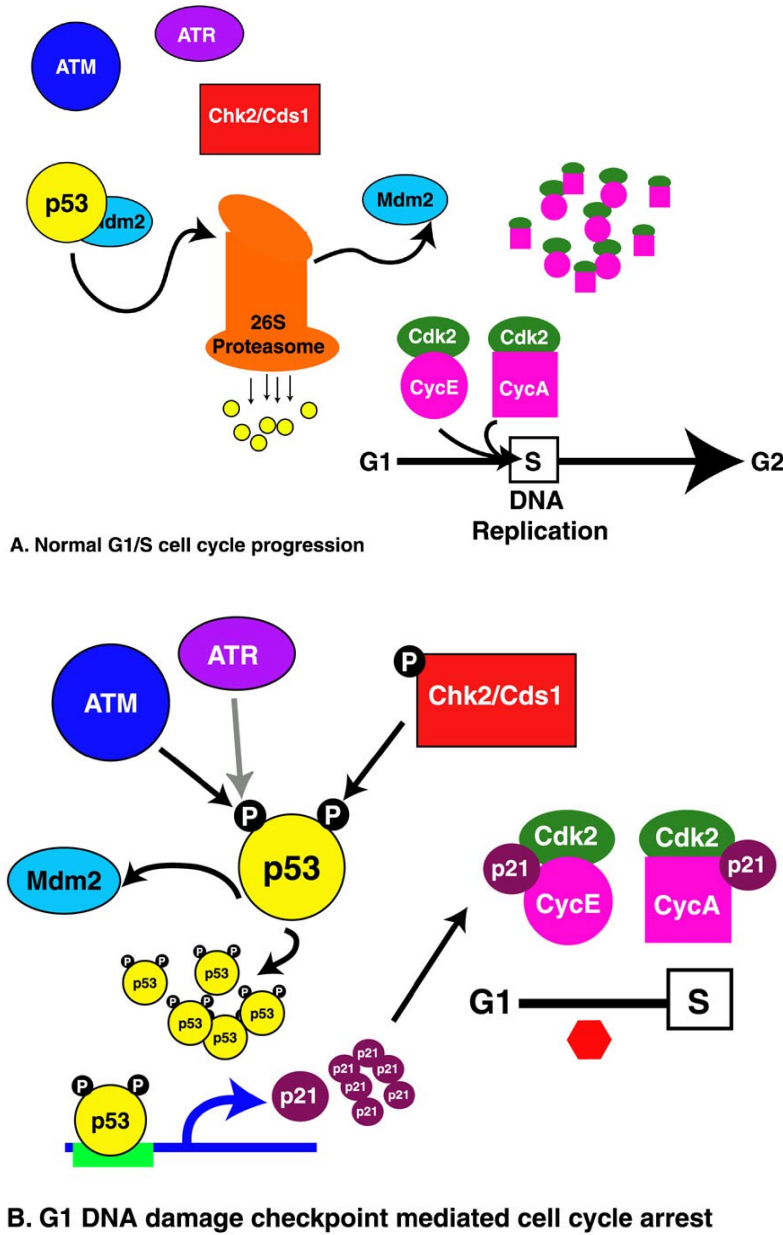 ATR
ATM
Chk2/Cds1
p53
Mdm2
Mdm2
26S
Proteasome
Cdk2
Cdk2
CycE
CycA
G1
S
G2
DNA
Replication
A. Normal G1/S cell cycle progression
ATR
ATM
P
Chk2/Cds1
P
P
p53
Mdm2
Cdk2
Cdk2
p21
p21
CycE
CycA
P
P
p53
P
P
p53
P
P
p53
P
P
p53
p53
G1
S
p21
p21
p21
p21
p21
p21
p21
P
P
p53
B. G1 DNA damage checkpoint mediated cell cycle arrest